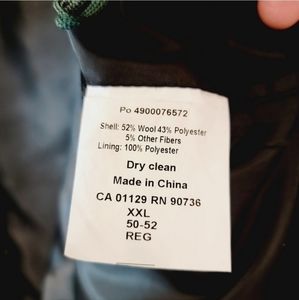 Po 4900076572
Shell: 52% Wool 43% Polyester
5% Other Fibers
Lining: 100% Polyester
Dry clean
Made in China
CA 01129 RN 90736
XXL
50-52
REG